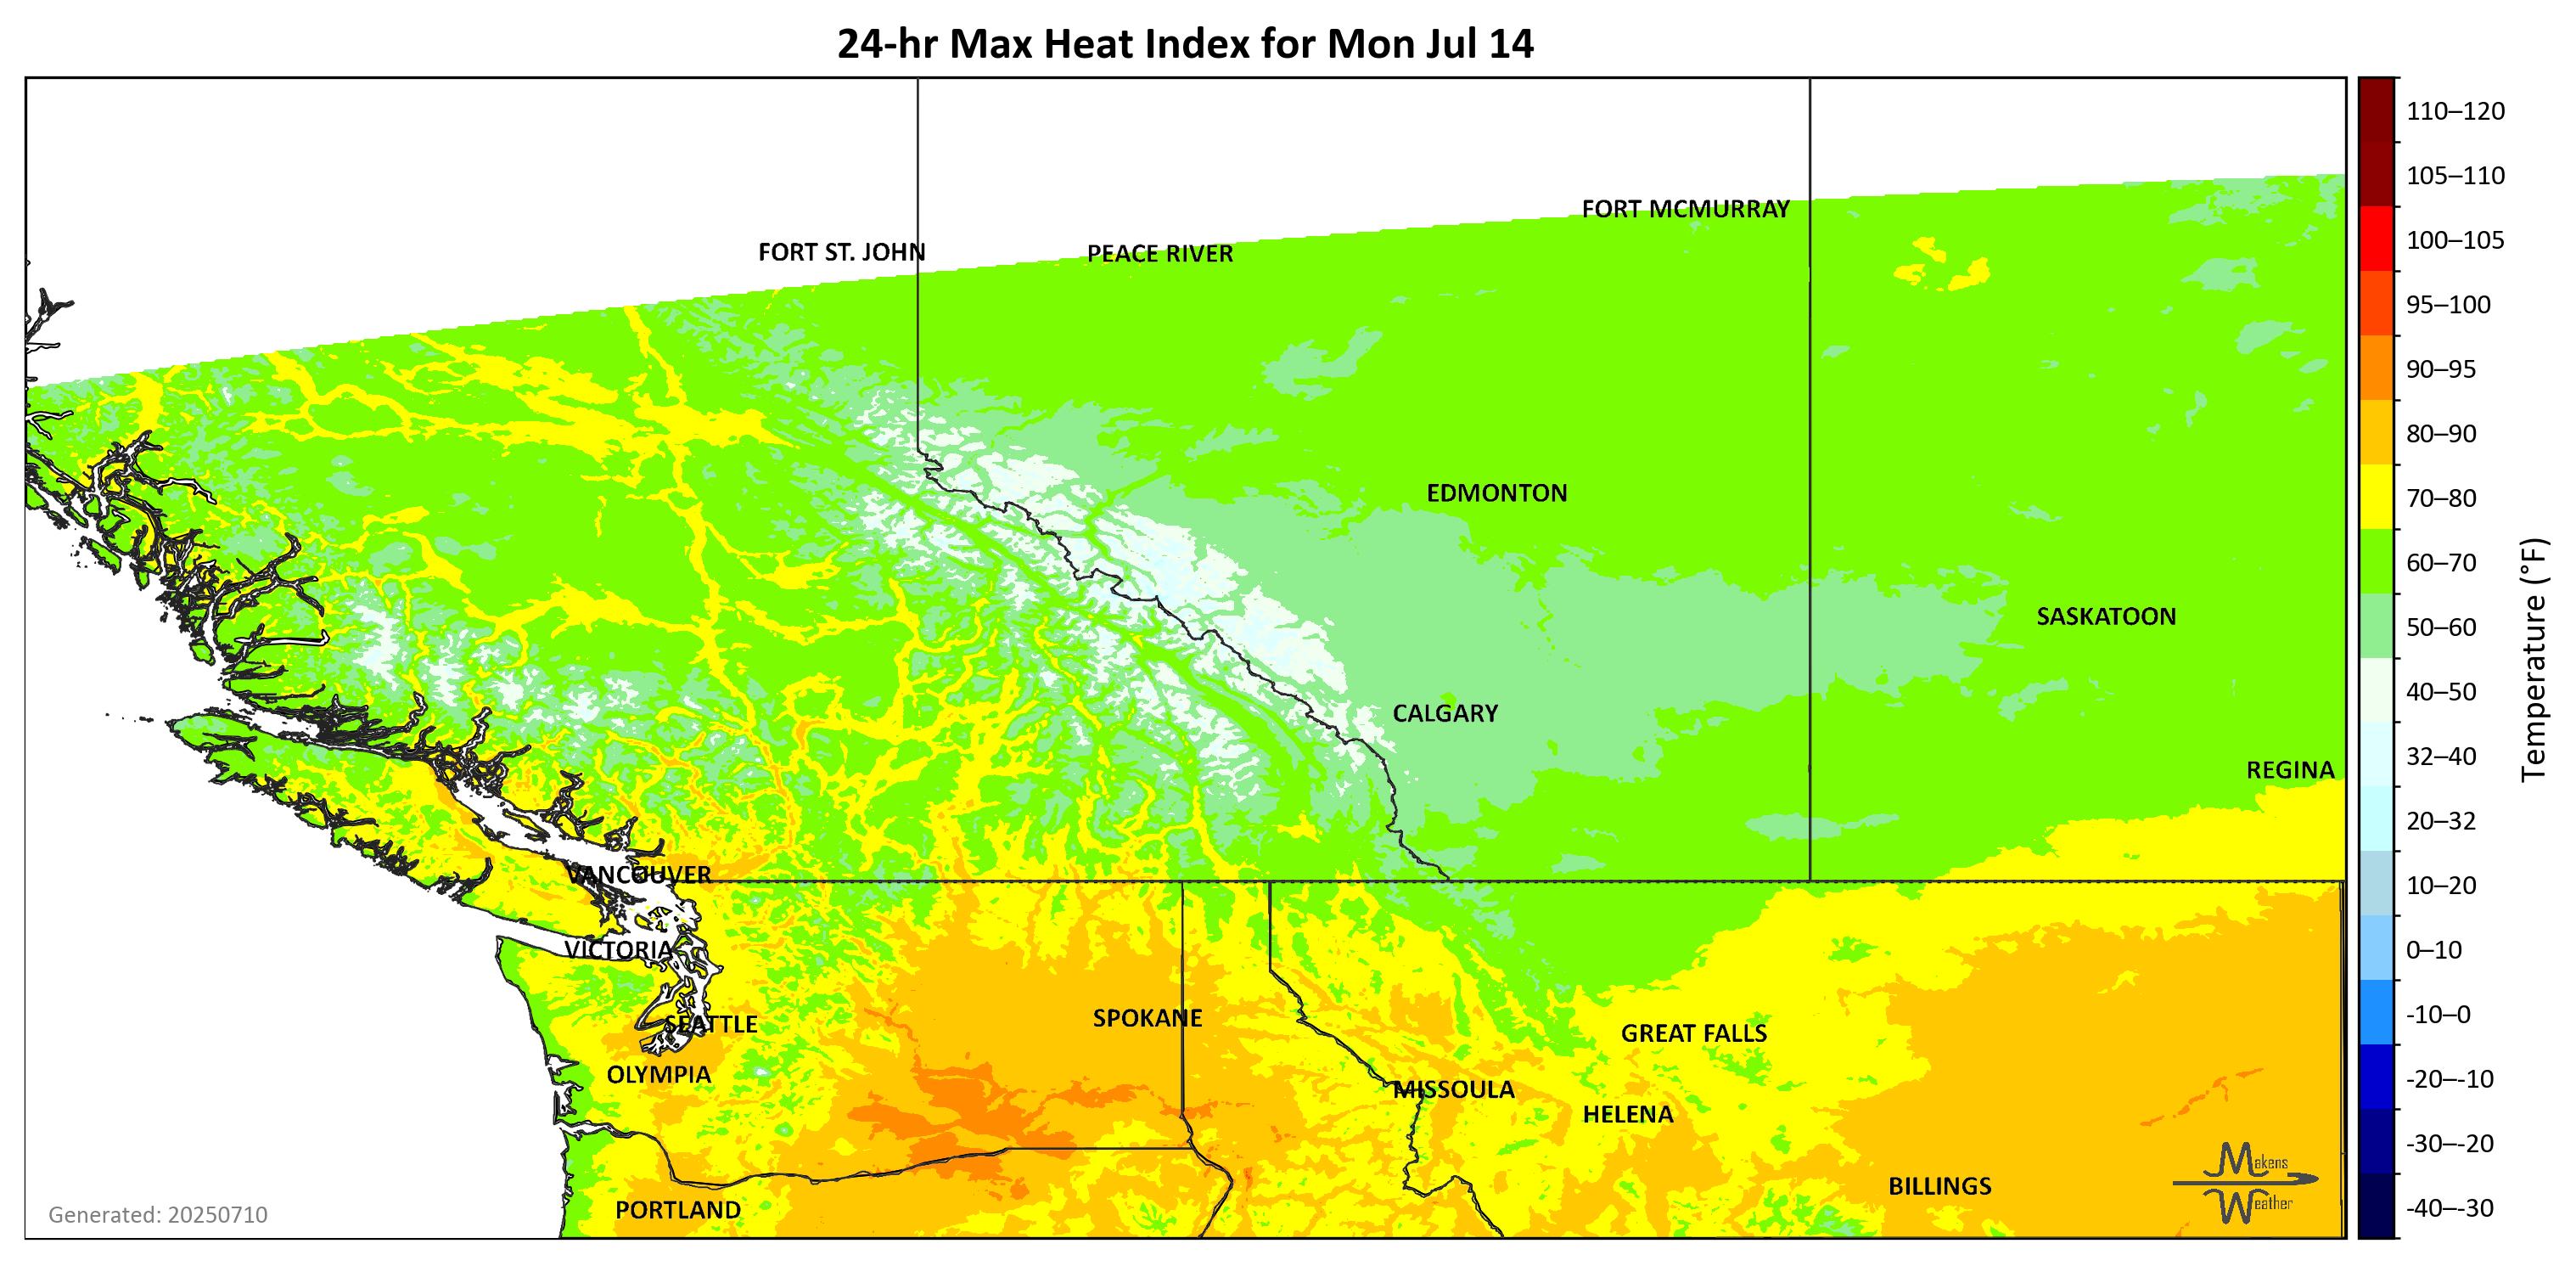 24-hr Max Heat Index for Mon Jul 14
FORT MCMURRAY
FORT ST. JOHN
PEACE RIVER
EDMONTON
SASKATOON
CALGARY
REGINA
VANCOUVER
VICTORIA
SEATTLE
SPOKANE
GREAT FALLS
OLYMPIA
MISSOULA
HELENA
PORTLAND
BILLINGS
Makens
Weather
Generated: 20250710
110–120
105–110
100–105
95–100
90–95
80–90
70–80
60–70
50–60
40–50
32–40
20–32
10–20
0–10
-10–0
-20–-10
-30–-20
-40–-30
Temperature (°F)